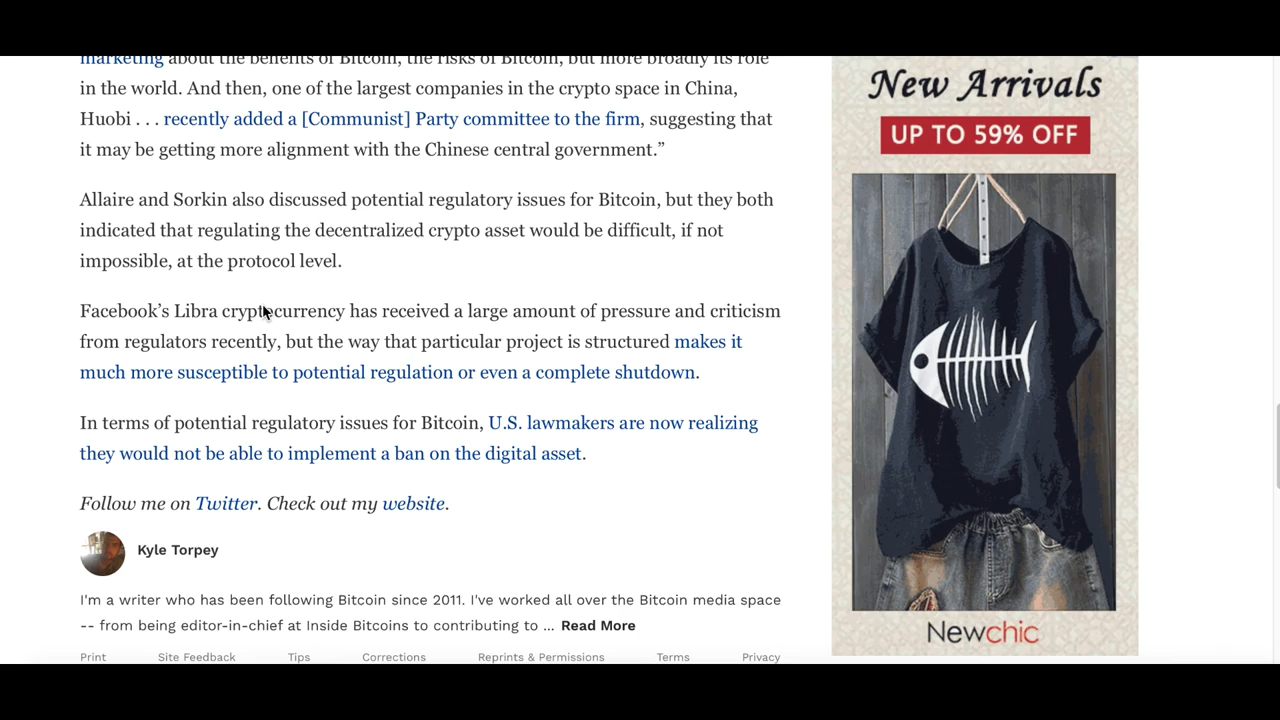 marketing about the benefits of Bitcoin, the risks of Bitcoin, but more broadly its role
in the world. And then, one of the largest companies in the crypto space in China,
Huobi . . . recently added a [Communist] Party committee to the firm, suggesting that
it may be getting more alignment with the Chinese central government.”
Allaire and Sorkin also discussed potential regulatory issues for Bitcoin, but they both
indicated that regulating the decentralized crypto asset would be difficult, if not
impossible, at the protocol level.
Facebook’s Libra cryptocurrency has received a large amount of pressure and criticism
from regulators recently, but the way that particular project is structured makes it
much more susceptible to potential regulation or even a complete shutdown.
In terms of potential regulatory issues for Bitcoin, U.S. lawmakers are now realizing
they would not be able to implement a ban on the digital asset.
Follow me on Twitter. Check out my website.
Kyle Torpey
I'm a writer who has been following Bitcoin since 2011. I've worked all over the Bitcoin media space
-- from being editor-in-chief at Inside Bitcoins to contributing to ... Read More
Print Site Feedback Tips Corrections Reprints & Permissions Terms Privacy
New Arrivals
UP TO 59% OFF
Newchic